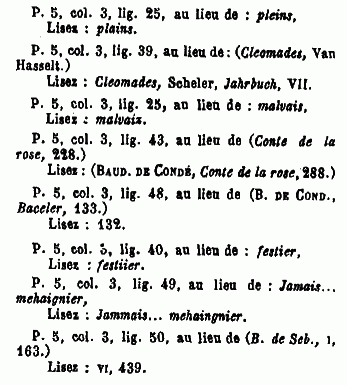 P. 5, col. 3, lig. 25, au lieu de : pleins,
Lisez : plains.
P. 5, col. 3, lig. 39, au lieu de : (Cleomades, Van
Hasselt.)
Lisez : Cleomades, Scheler, Jahrbuch, VII.
P. 5, col. 3, lig. 25, au lieu de : malvais,
Lisez : malvaix.
P. 5, col. 3, lig. 43, au lieu de (Conte de la
rose, 228.)
Lisez : (BAUD. DE CONDÉ, Conte de la rose, 288.)
P. 5, col. 3, lig. 48, au lieu de (B. DE COND.,
Baceler, 133.)
Lisez : 132.
P. 5, col. 3, lig. 40, au lieu de : festier,
Lisez : festiier.
P. 5, col. 3, lig. 49, au lieu de : Jamais...
mehaignier,
Lisez : Jammais... mehaingnier.
P. 5, col. 3, lig. 50, au lieu de (B. de Seb., I,
163.)
Lisez : VI, 439.